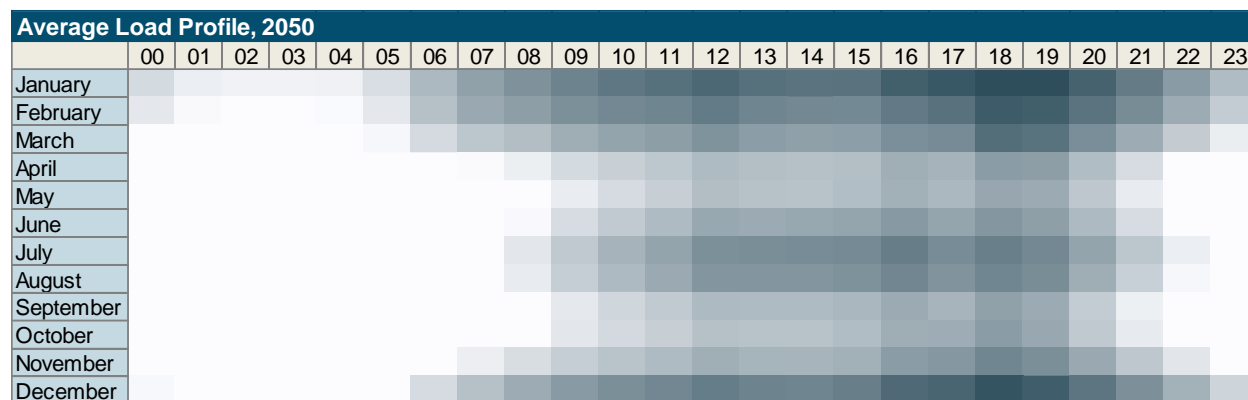 Average Load Profile, 2050
00 01 02 03 04 05 06 07 08 09 10 11 12 13 14 15 16 17 18 19 20 21 22 23
January
February
March
April
May
June
July
August
September
October
November
December